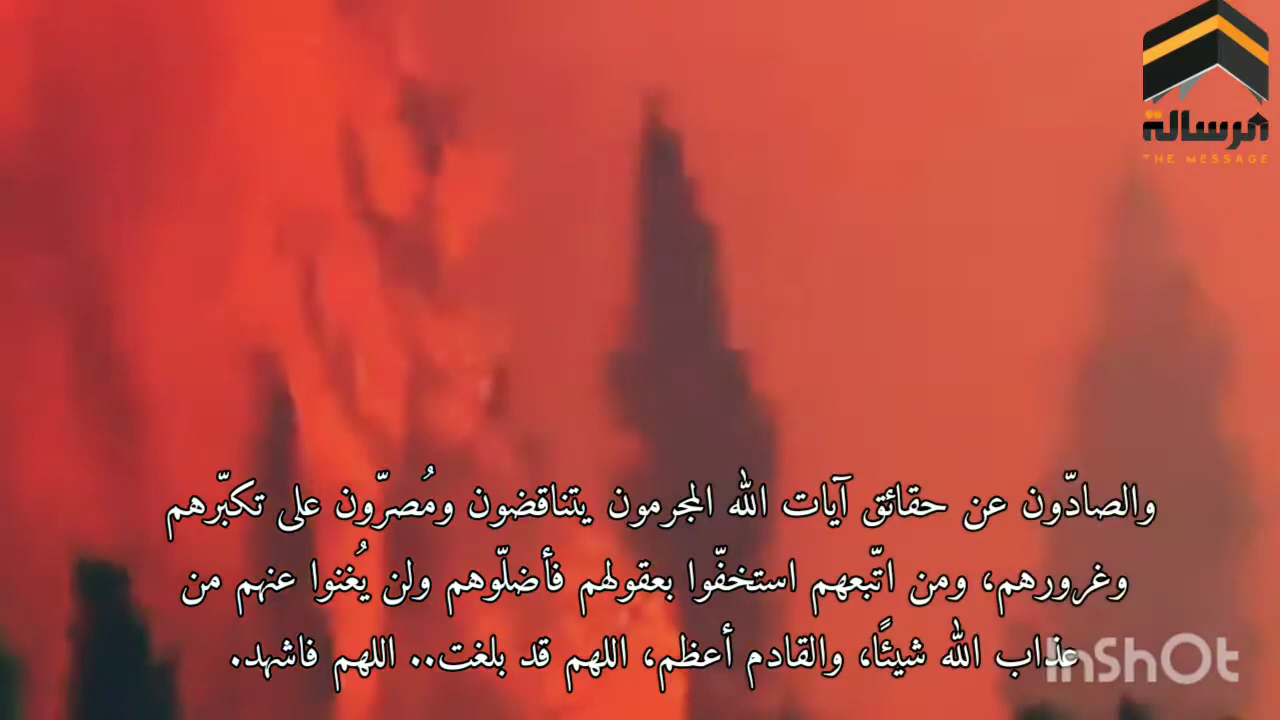 الرسالة
THE MESSAGE
والصادّون عن حقائق آيات الله المجرمون يتناقضون ومُصرّون على تكبّرهم
وغرورهم، ومن اتّبعهم استخفّوا بعقولهم فأضلّوهم ولن يُغنوا عنهم من
عذاب الله شيئًا، والقادم أعظم، اللهم قد بلغت.. اللهم فاشهد.
InShOt